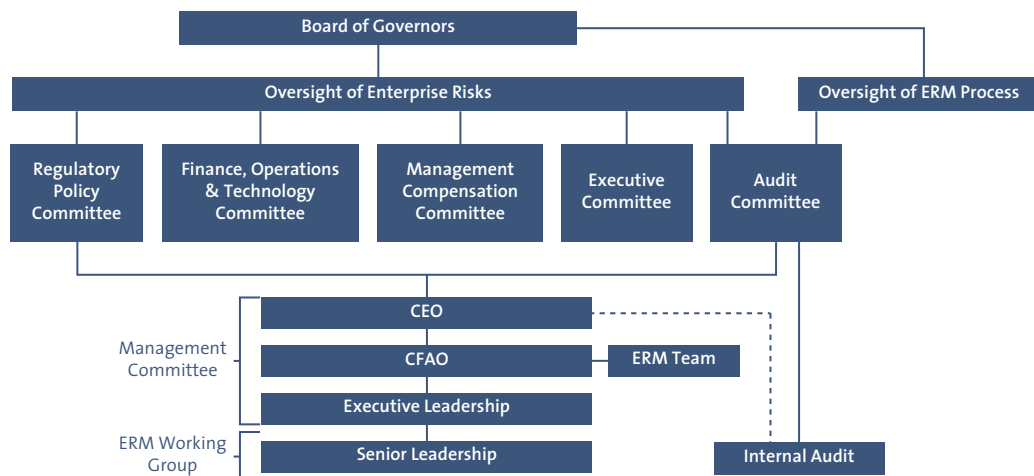 Board of Governors
Oversight of Enterprise Risks
Oversight of ERM Process
Regulatory
Policy
Committee
Finance, Operations
& Technology
Committee
Management
Compensation
Committee
Executive
Committee
Audit
Committee
CEO
Management
Committee
CFAO
ERM Team
Executive Leadership
ERM Working
Group
Senior Leadership
Internal Audit